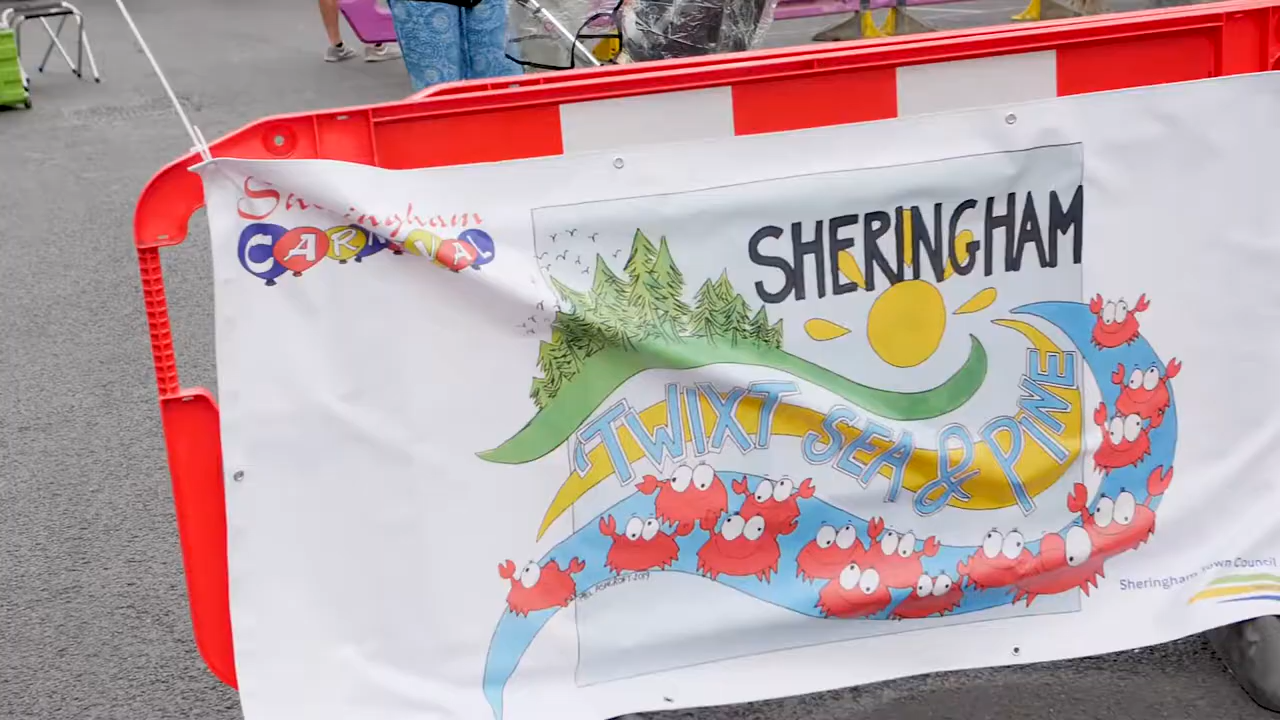 Sheringham
CARNIVAL
SHERINGHAM
'TWIXT SEA & PINE
Sheringham Town Council